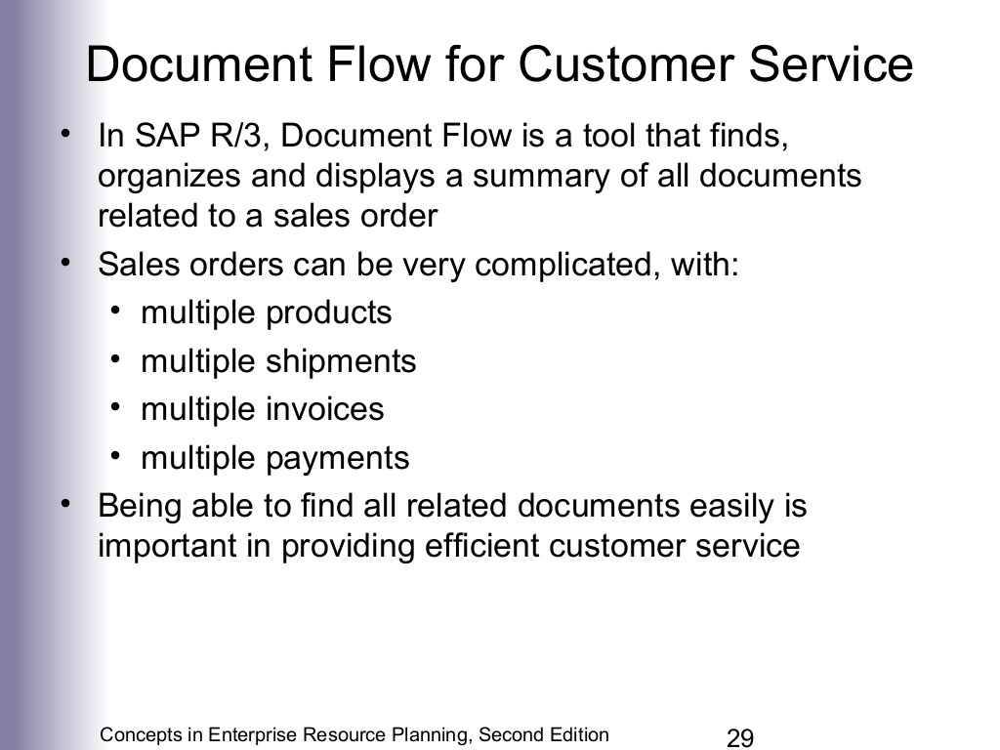 Document Flow for Customer Service
• In SAP R/3, Document Flow is a tool that finds,
organizes and displays a summary of all documents
related to a sales order
• Sales orders can be very complicated, with:
• multiple products
• multiple shipments
• multiple invoices
• multiple payments
• Being able to find all related documents easily is
important in providing efficient customer service
Concepts in Enterprise Resource Planning, Second Edition
29